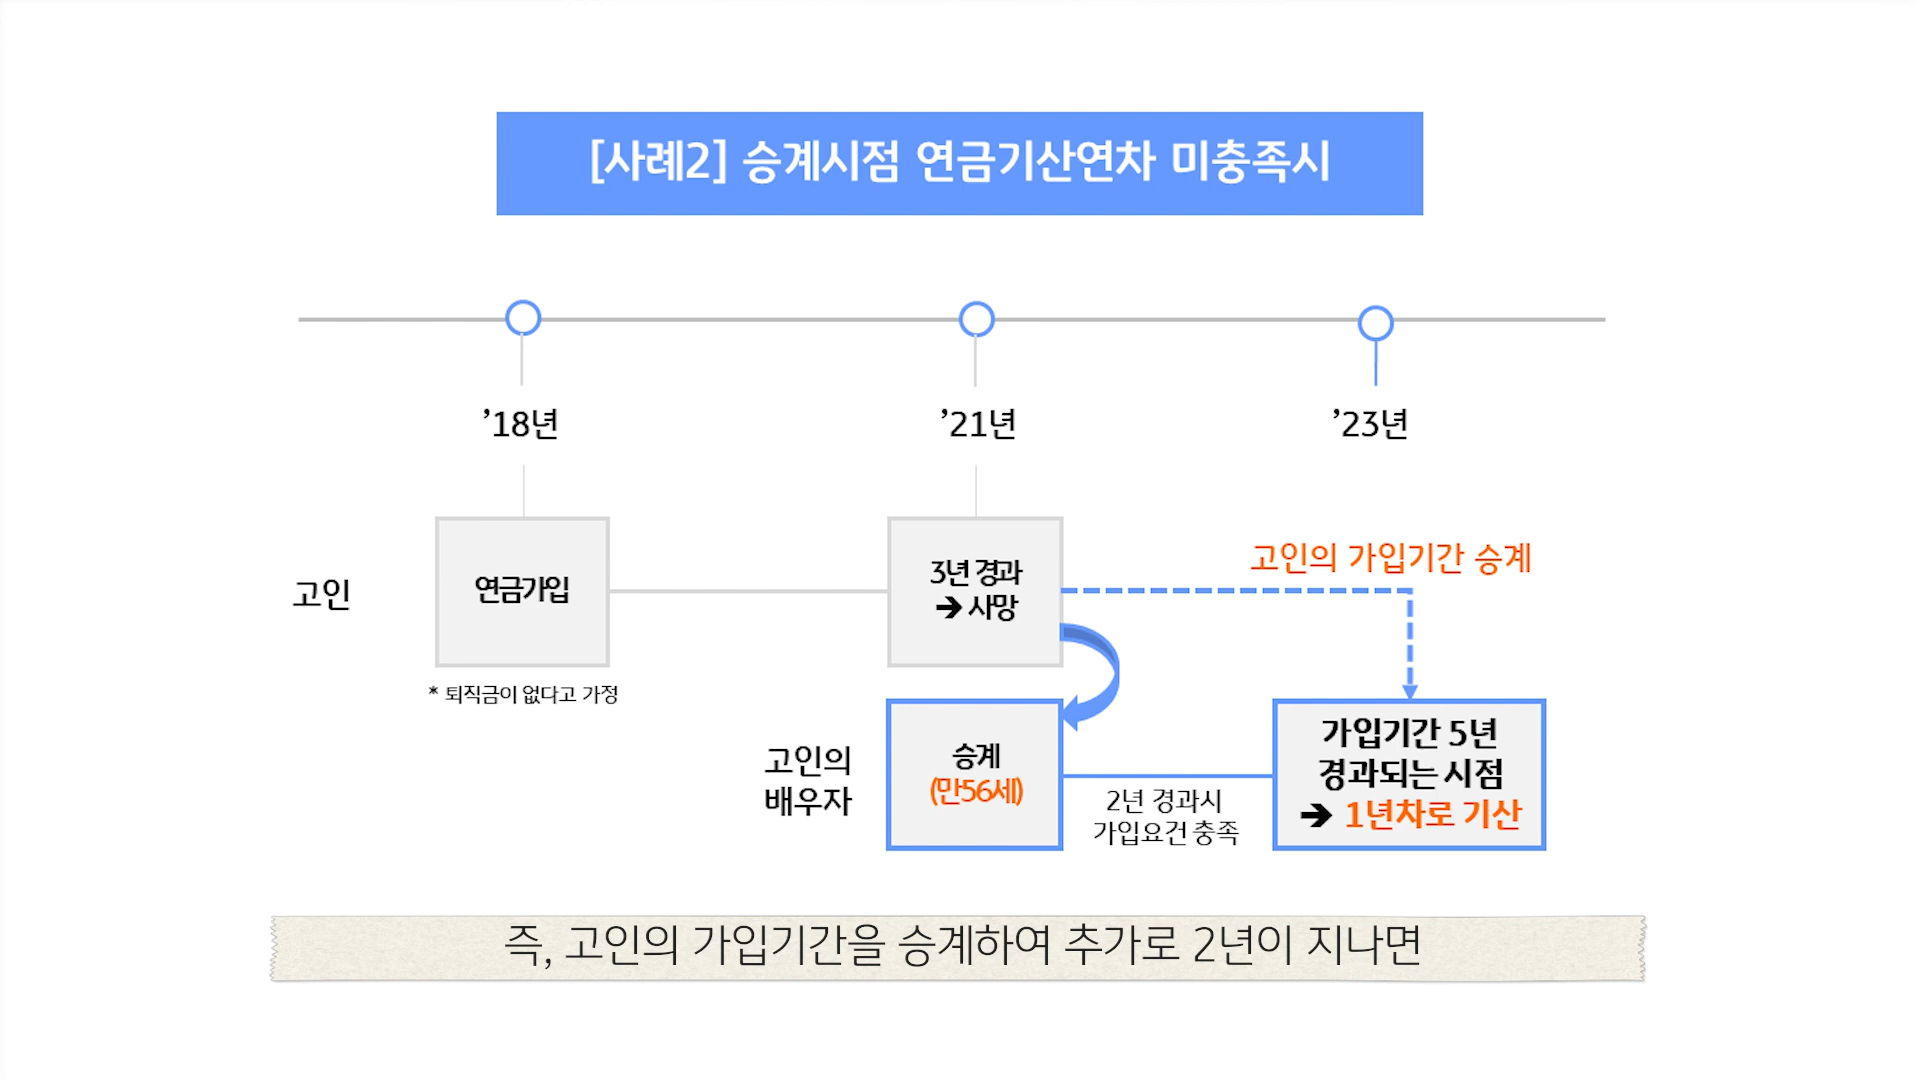 [사례2] 승계시점 연금기산연차 미충족시
’18년
’21년
’23년
고인
연금가입
3년 경과
➔ 사망
고인의 가입기간 승계
* 퇴직금이 없다고 가정
고인의
배우자
승계
(만56세)
2년 경과시
가입요건 충족
가입기간 5년
경과되는 시점
➔ 1년차로 기산
즉, 고인의 가입기간을 승계하여 추가로 2년이 지나면